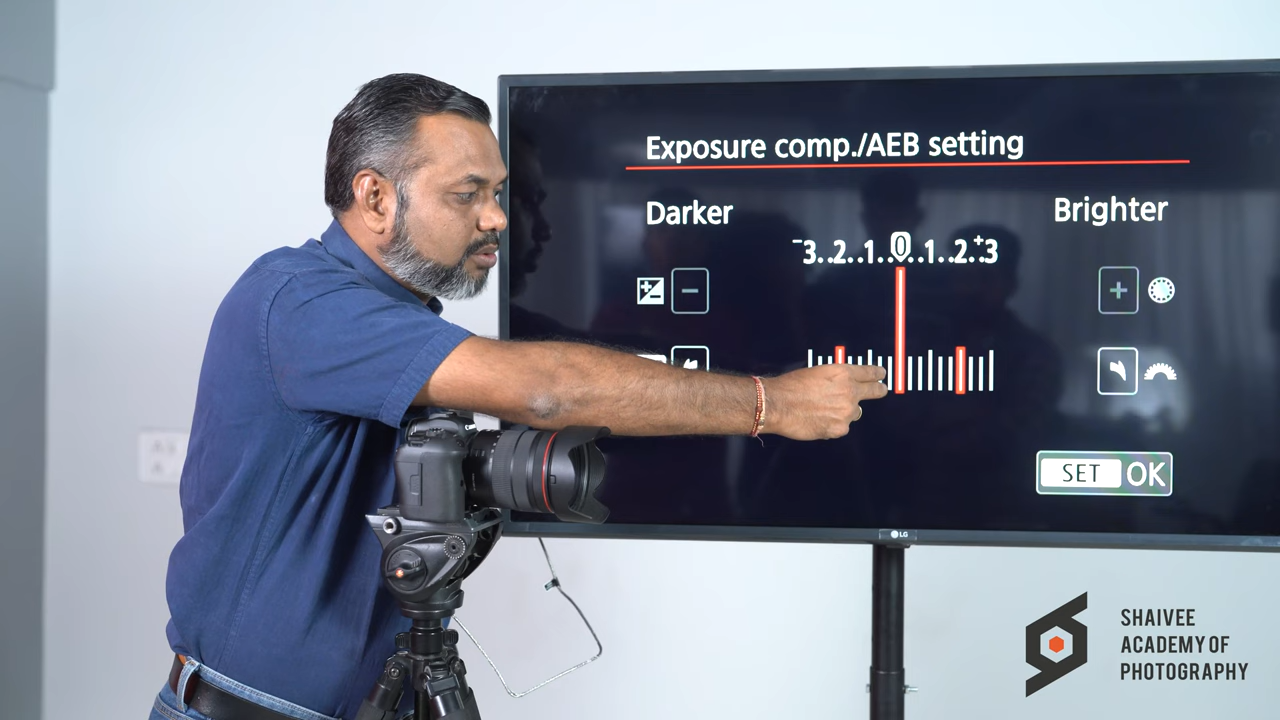 Exposure comp./AEB setting
Darker
Brighter
-3..2..1..0..1..2..+3
SET OK
LG
SHAIVEE
ACADEMY OF
PHOTOGRAPHY